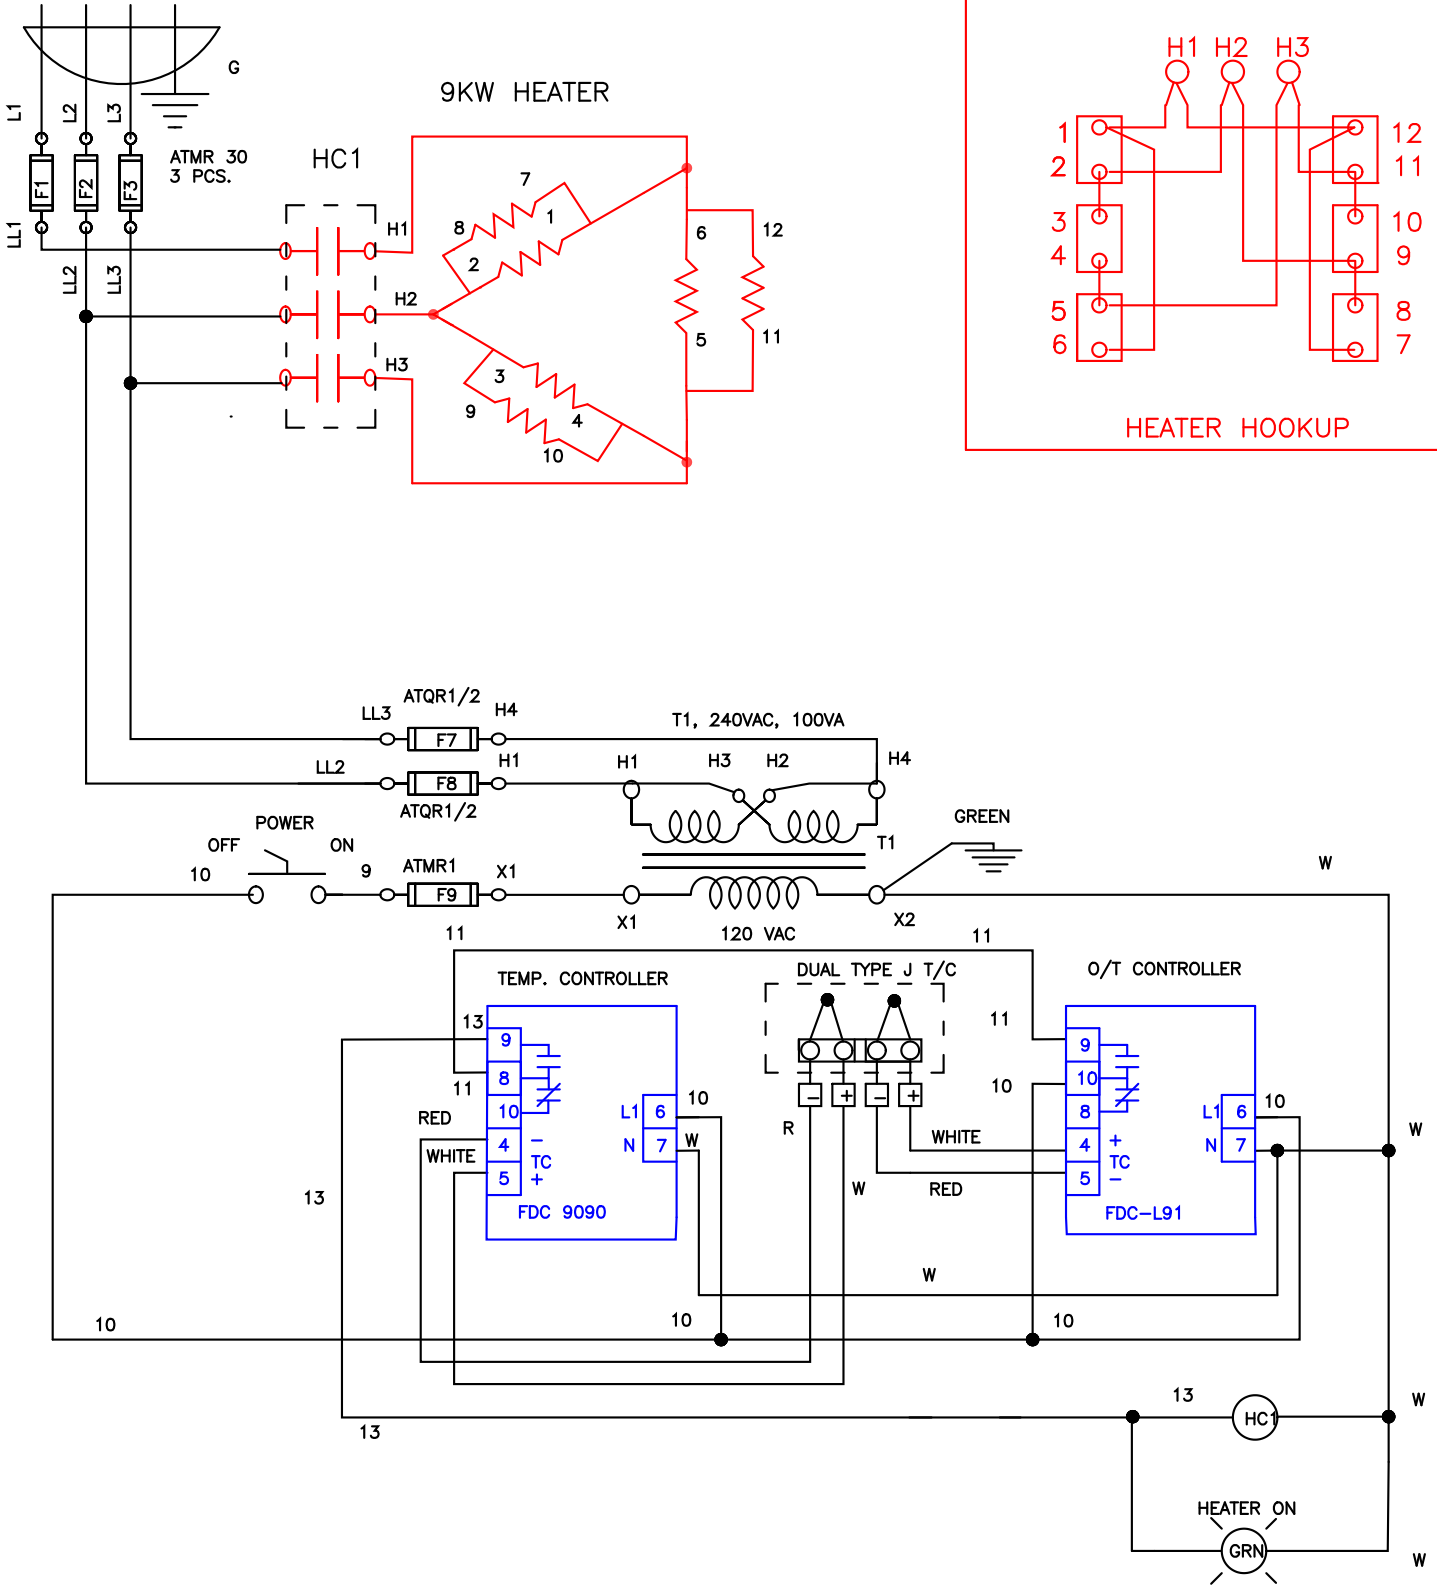 G
L1
L2
L3
ATMR 30
3 PCS.
F1
F2
F3
LL1
LL2
LL3
HC1
9KW HEATER
H1
H2
H3
7
8
1
2
6
12
5
11
3
9
4
10
H1 H2 H3
1
2
3
4
5
6
12
11
10
9
8
7
HEATER HOOKUP
ATQR1/2
LL3
F7
H4
T1, 240VAC, 100VA
LL2
F8
H1
ATQR1/2
H1
H3
H2
H4
T1
GREEN
POWER
OFF
ON
10
9
ATMR1
F9
X1
X1
X2
120 VAC
W
11
11
TEMP. CONTROLLER
DUAL TYPE J T/C
O/T CONTROLLER
13
9
8
11
10
RED
4
−
WHITE
TC
5
+
FDC 9090
L1
6
10
N
7
W
−
+
−
+
R
W
WHITE
RED
11
9
10
10
8
4
+
TC
5
−
FDC−L91
L1
6
10
N
7
W
13
W
10
10
10
13
13
HC1
W
HEATER ON
GRN
W